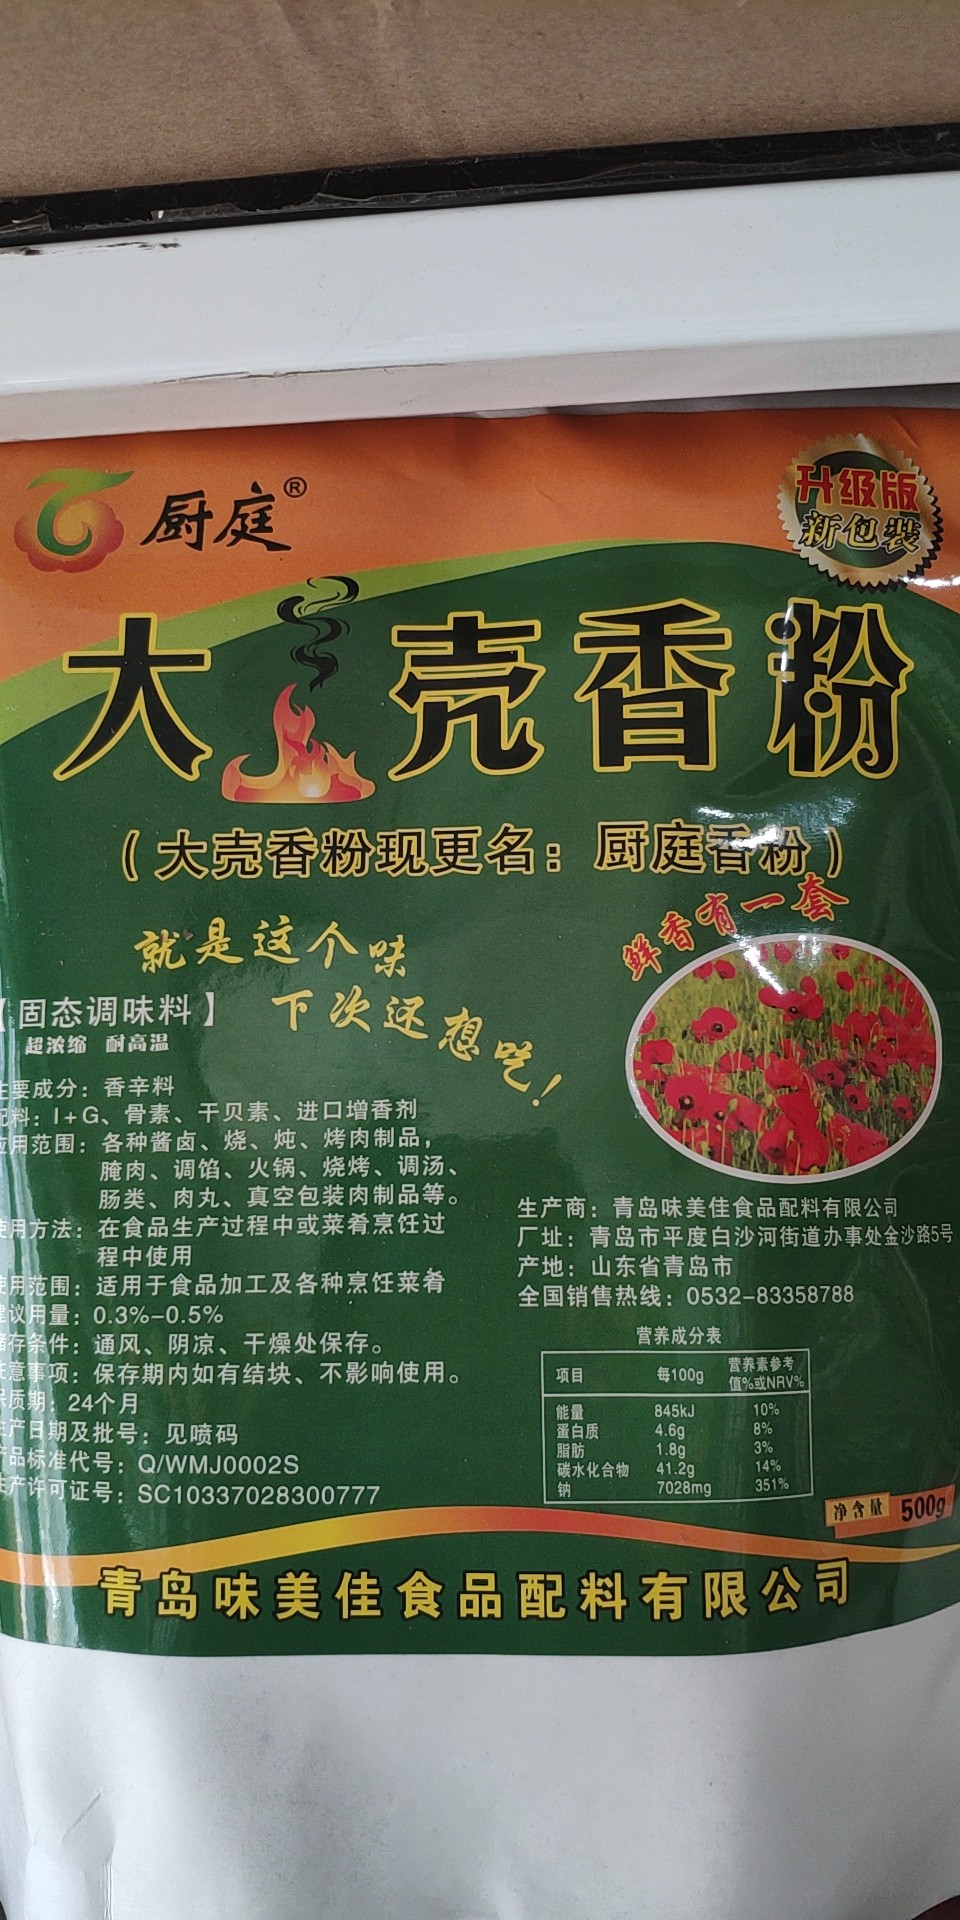 厨庭®
升级版
新包装
大壳香粉
(大壳香粉现更名：厨庭香粉)
就是这个味
下次还想吃！
鲜香有一套
【固态调味料】
超浓缩 耐高温
主要成分：香辛料
配料：I+G、骨素、干贝素、进口增香剂
应用范围：各种酱卤、烧、炖、烤肉制品，
腌肉、调馅、火锅、烧烤、调汤、
肠类、肉丸、真空包装肉制品等。
使用方法：在食品生产过程中或菜肴烹饪过
程中使用
使用范围：适用于食品加工及各种烹饪菜肴
建议用量：0.3%-0.5%
储存条件：通风、阴凉、干燥处保存。
注意事项：保存期内如有结块、不影响使用。
保质期：24个月
生产日期及批号：见喷码
产品标准代号：Q/WMJ0002S
生产许可证号：SC10337028300777
生产商：青岛味美佳食品配料有限公司
厂址：青岛市平度白沙河街道办事处金沙路5号
产地：山东省青岛市
全国销售热线：0532-83358788
营养成分表
项目 每100g 营养素参考值%或NRV%
能量 845kJ 10%
蛋白质 4.6g 8%
脂肪 1.8g 3%
碳水化合物 41.2g 14%
钠 7028mg 351%
净含量 500g
青岛味美佳食品配料有限公司